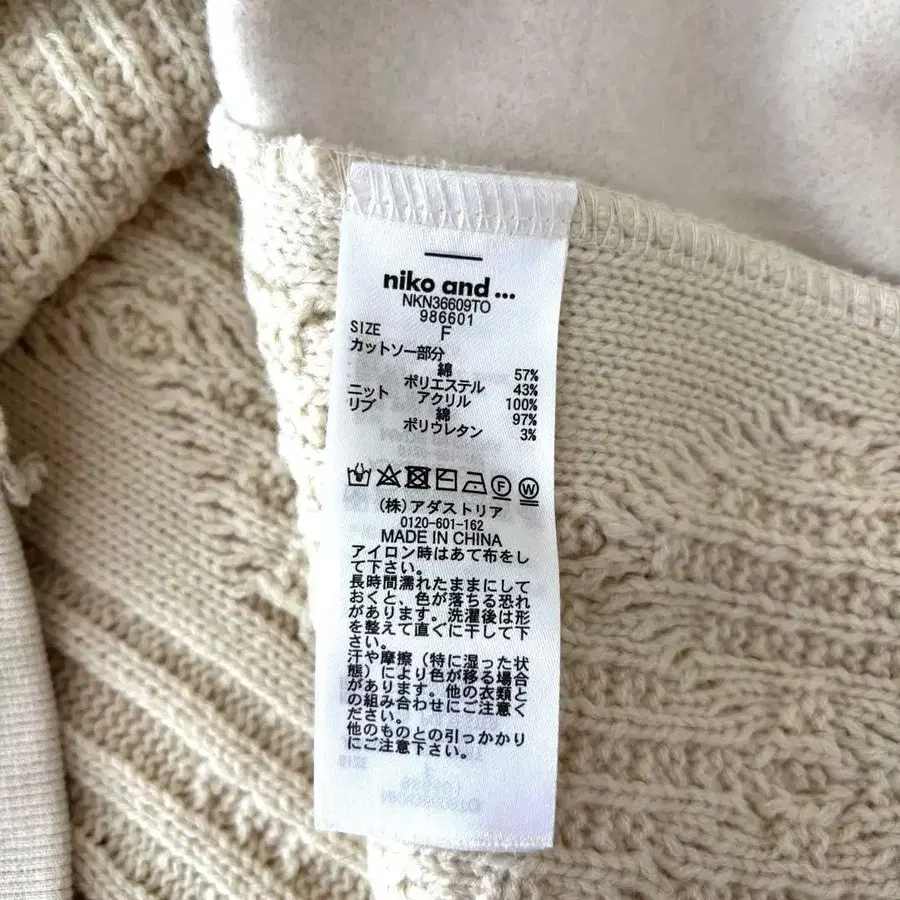 niko and ...
NKN36609TO
986601
SIZE F
カットソー部分
綿 57%
ポリエステル 43%
ニット アクリル 100%
リブ 綿 97%
ポリウレタン 3%
F W
(株)アダストリア
0120-601-162
MADE IN CHINA
アイロン時はあて布をし
て下さい。
長時間濡れたままにして
おくと、色が落ちる恐れ
があります。洗濯後は形
を整えて直ぐに干して下
さい。
汗や摩擦(特に湿った状
態)により色が移る場合
があります。他の衣類と
の組み合わせにご注意く
ださい。
他のものとの引っかかり
にご注意下さい。